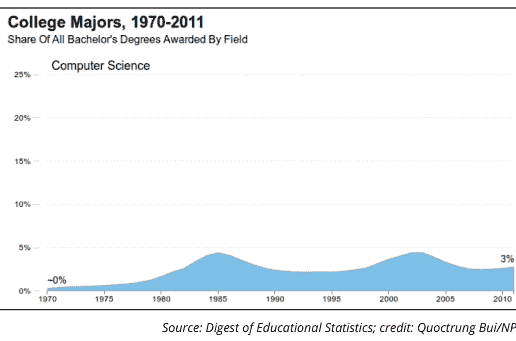 College Majors, 1970-2011
Share Of All Bachelor's Degrees Awarded By Field
Computer Science
25%
20%
15%
10%
5%
0%
~0%
3%
1970 1975 1980 1985 1990 1995 2000 2005 2010
Source: Digest of Educational Statistics; credit: Quoctrung Bui/NP